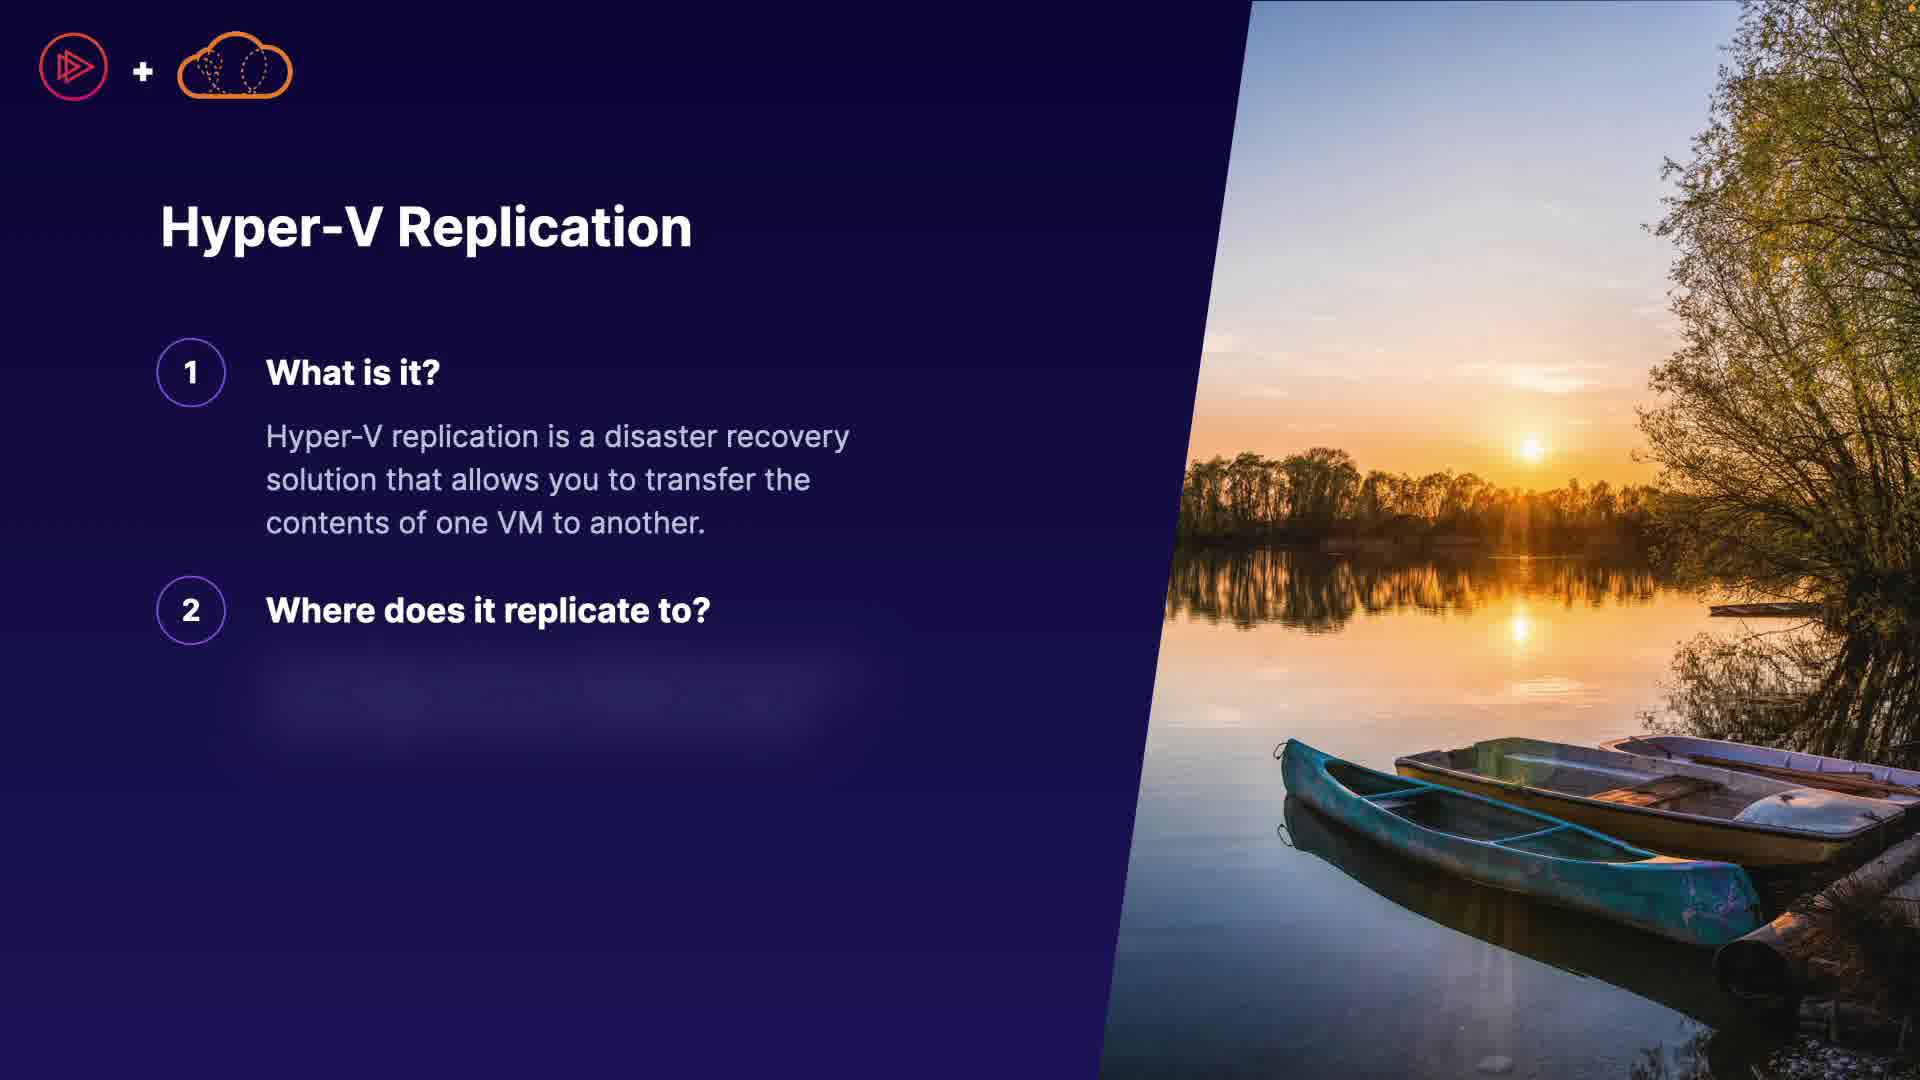 Hyper-V Replication
1
What is it?
Hyper-V replication is a disaster recovery
solution that allows you to transfer the
contents of one VM to another.
2
Where does it replicate to?